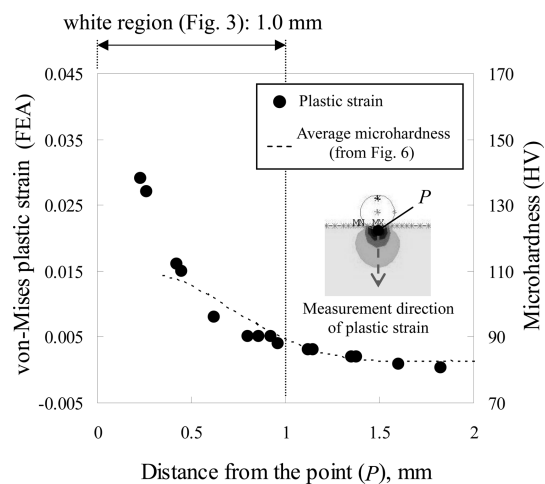 white region (Fig. 3): 1.0 mm
0.045
0.035
0.025
0.015
0.005
-0.005
von-Mises plastic strain (FEA)
Plastic strain
Average microhardness
(from Fig. 6)
P
MN MX
Measurement direction
of plastic strain
170
150
130
110
90
70
Microhardness (HV)
0 0.5 1 1.5 2
Distance from the point (P), mm